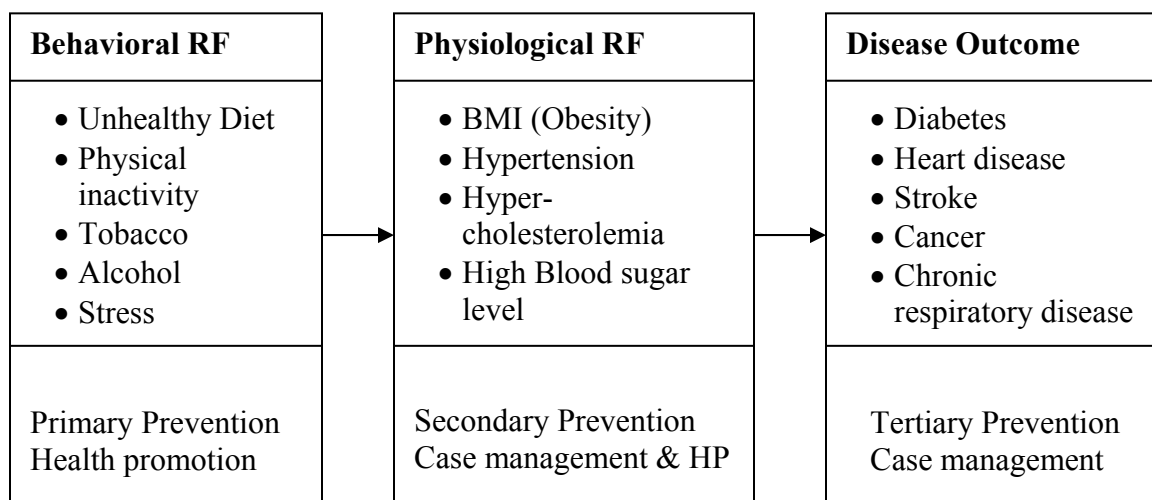 Behavioral RF
• Unhealthy Diet
• Physical
inactivity
• Tobacco
• Alcohol
• Stress
Primary Prevention
Health promotion
Physiological RF
• BMI (Obesity)
• Hypertension
• Hyper-
cholesterolemia
• High Blood sugar
level
Secondary Prevention
Case management & HP
Disease Outcome
• Diabetes
• Heart disease
• Stroke
• Cancer
• Chronic
respiratory disease
Tertiary Prevention
Case management